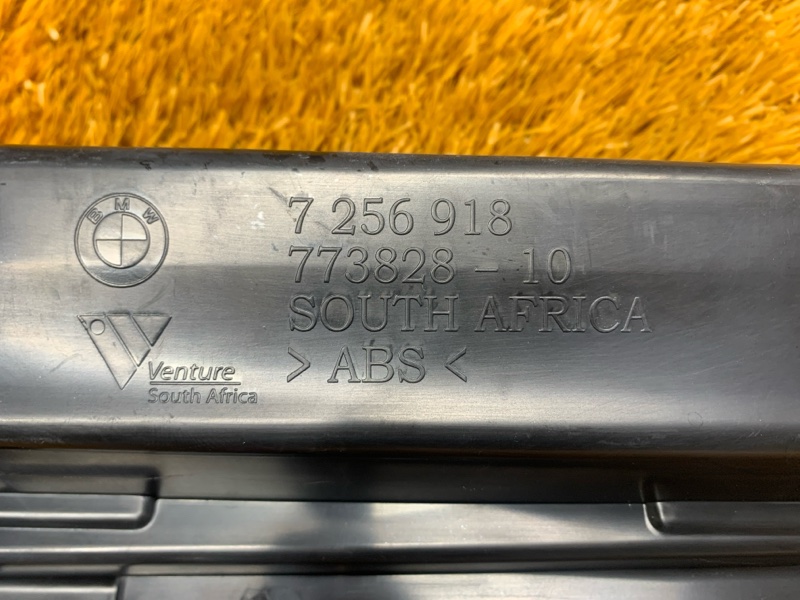 BMW
7 256 918
773828 - 10
SOUTH AFRICA
> ABS <
Venture
South Africa